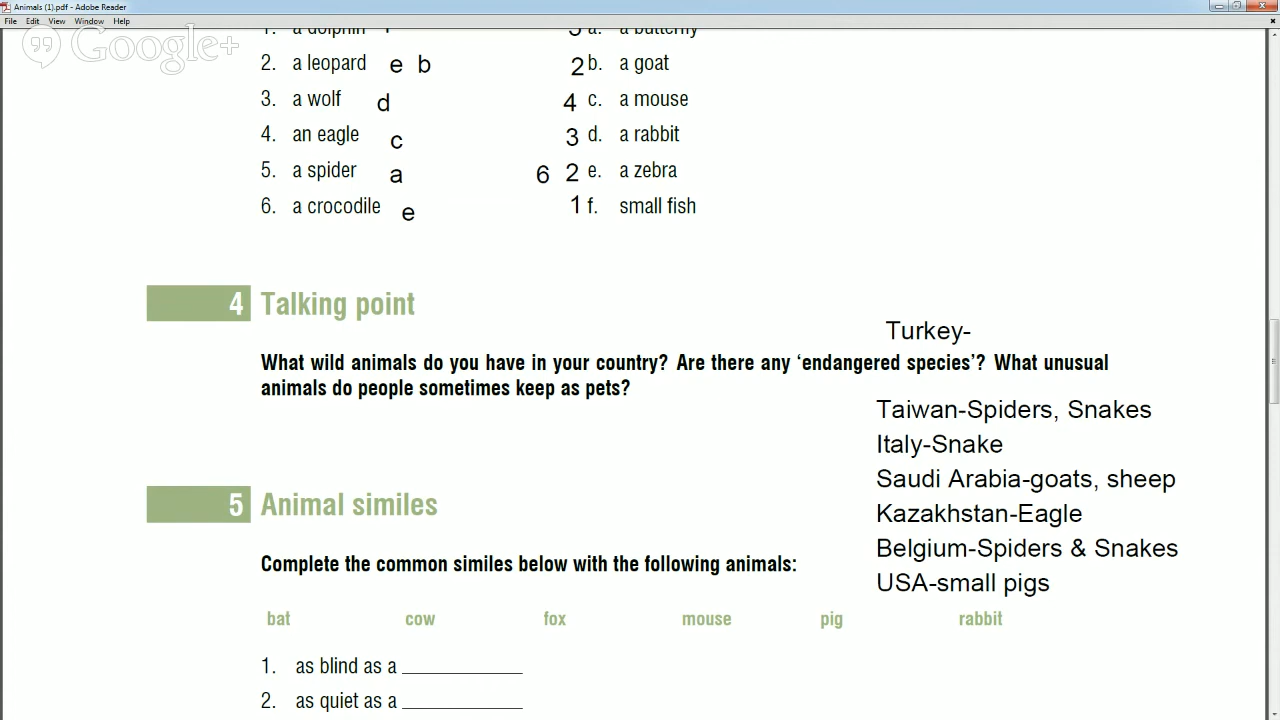 Animals (1).pdf - Adobe Reader
File Edit View Window Help
Google+
1. a dolphin a. a butterfly
2. a leopard e b 2 b. a goat
3. a wolf d 4 c. a mouse
4. an eagle c 3 d. a rabbit
5. a spider a 6 2 e. a zebra
6. a crocodile e 1 f. small fish
4 Talking point
Turkey-
What wild animals do you have in your country? Are there any ‘endangered species’? What unusual
animals do people sometimes keep as pets?
Taiwan-Spiders, Snakes
Italy-Snake
Saudi Arabia-goats, sheep
5 Animal similes
Kazakhstan-Eagle
Belgium-Spiders & Snakes
Complete the common similes below with the following animals:
USA-small pigs
bat cow fox mouse pig rabbit
1. as blind as a ____________
2. as quiet as a ____________